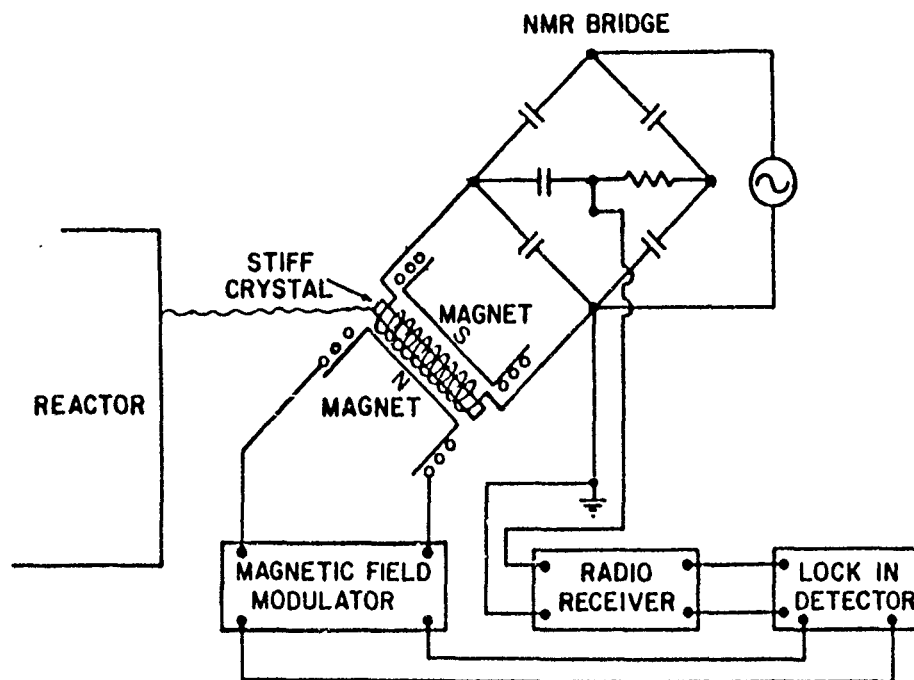 NMR BRIDGE
STIFF
CRYSTAL
MAGNET
S
N
MAGNET
REACTOR
MAGNETIC FIELD
MODULATOR
RADIO
RECEIVER
LOCK IN
DETECTOR